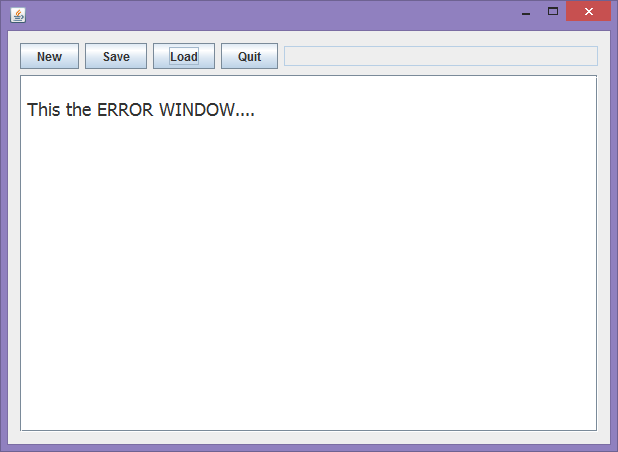 New Save Load Quit
This the ERROR WINDOW....